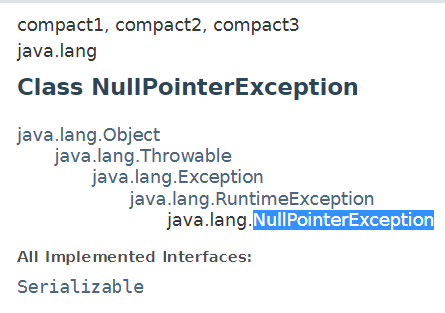 compact1, compact2, compact3
java.lang
Class NullPointerException
java.lang.Object
java.lang.Throwable
java.lang.Exception
java.lang.RuntimeException
java.lang.NullPointerException
All Implemented Interfaces:
Serializable